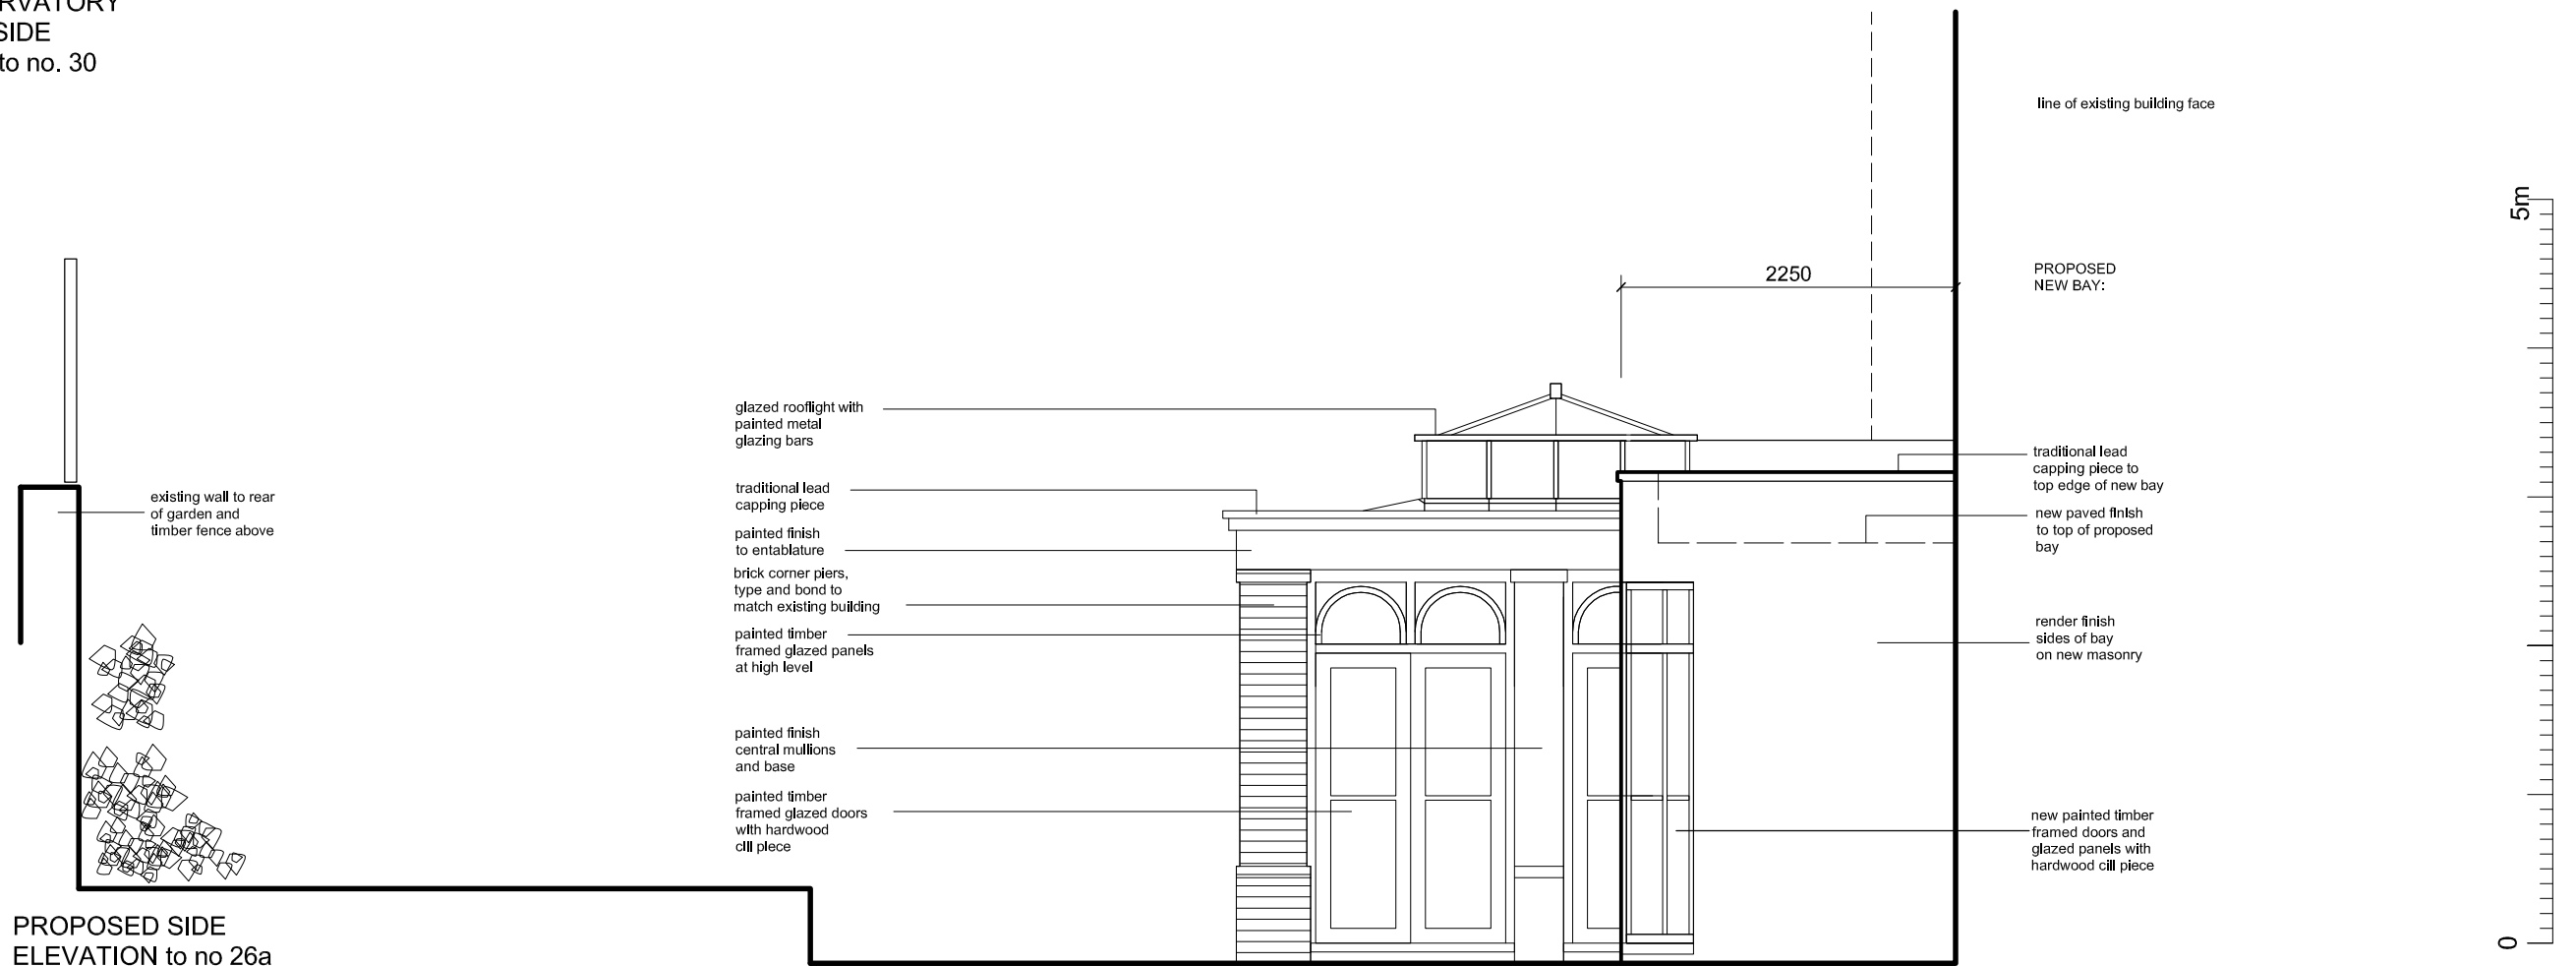 RVATORY
SIDE
to no. 30
line of existing building face
5m
PROPOSED
NEW BAY:
2250
glazed rooflight with
painted metal
glazing bars
traditional lead
capping piece to
top edge of new bay
traditional lead
capping piece
existing wall to rear
of garden and
timber fence above
new paved finish
to top of proposed
bay
painted finish
to entablature
brick corner piers,
type and bond to
match existing building
painted timber
framed glazed panels
at high level
render finish
sides of bay
on new masonry
painted finish
central mullions
and base
painted timber
framed glazed doors
with hardwood
cill piece
new painted timber
framed doors and
glazed panels with
hardwood cill piece
PROPOSED SIDE
ELEVATION to no 26a
0